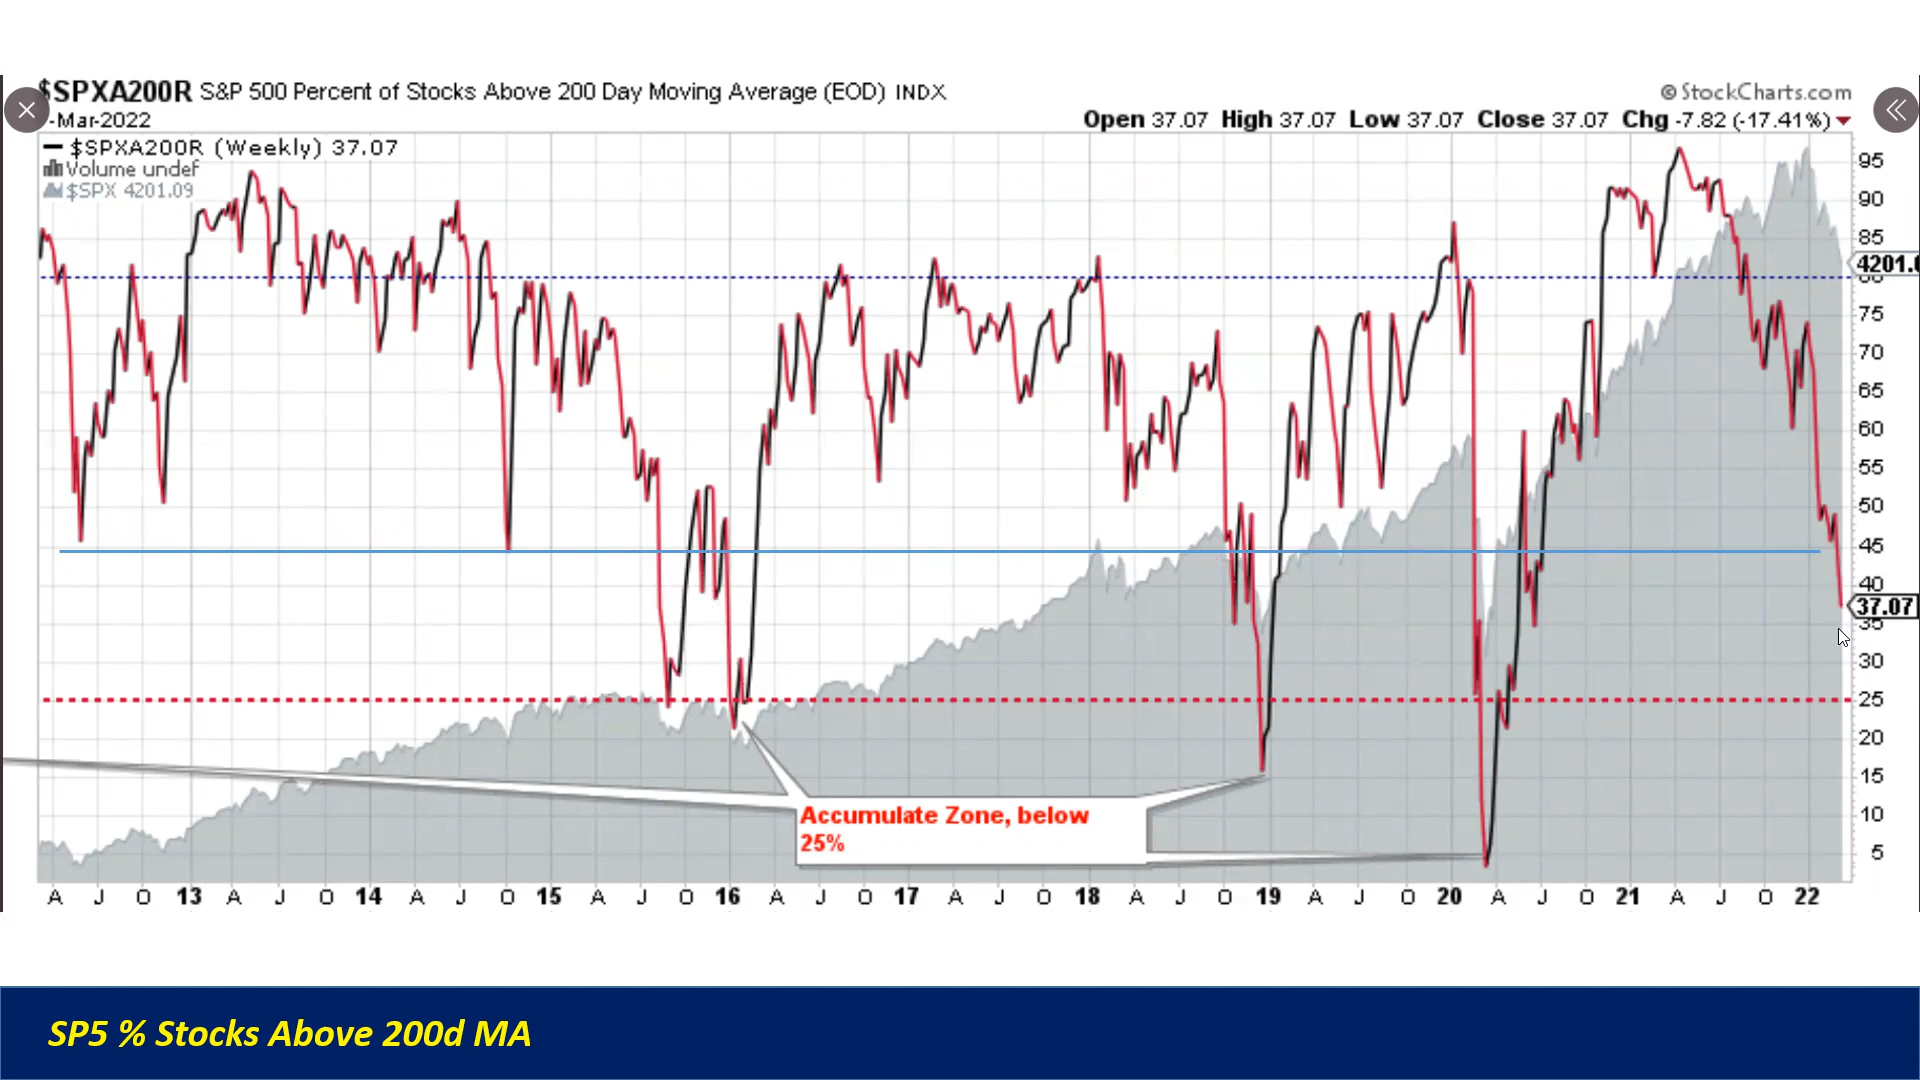 $SPXA200R S&P 500 Percent of Stocks Above 200 Day Moving Average (EOD) INDX
© StockCharts.com
-Mar-2022
Open 37.07 High 37.07 Low 37.07 Close 37.07 Chg -7.82 (-17.41%)
$SPXA200R (Weekly) 37.07
Volume undef
$SPX 4201.09
95
90
85
4201.0
80
75
70
65
60
55
50
45
40
37.07
35
30
25
20
15
10
5
Accumulate Zone, below
25%
A J O 13 A J O 14 A J O 15 A J O 16 A J O 17 A J O 18 A J O 19 A J O 20 A J O 21 A J O 22
SP5 % Stocks Above 200d MA